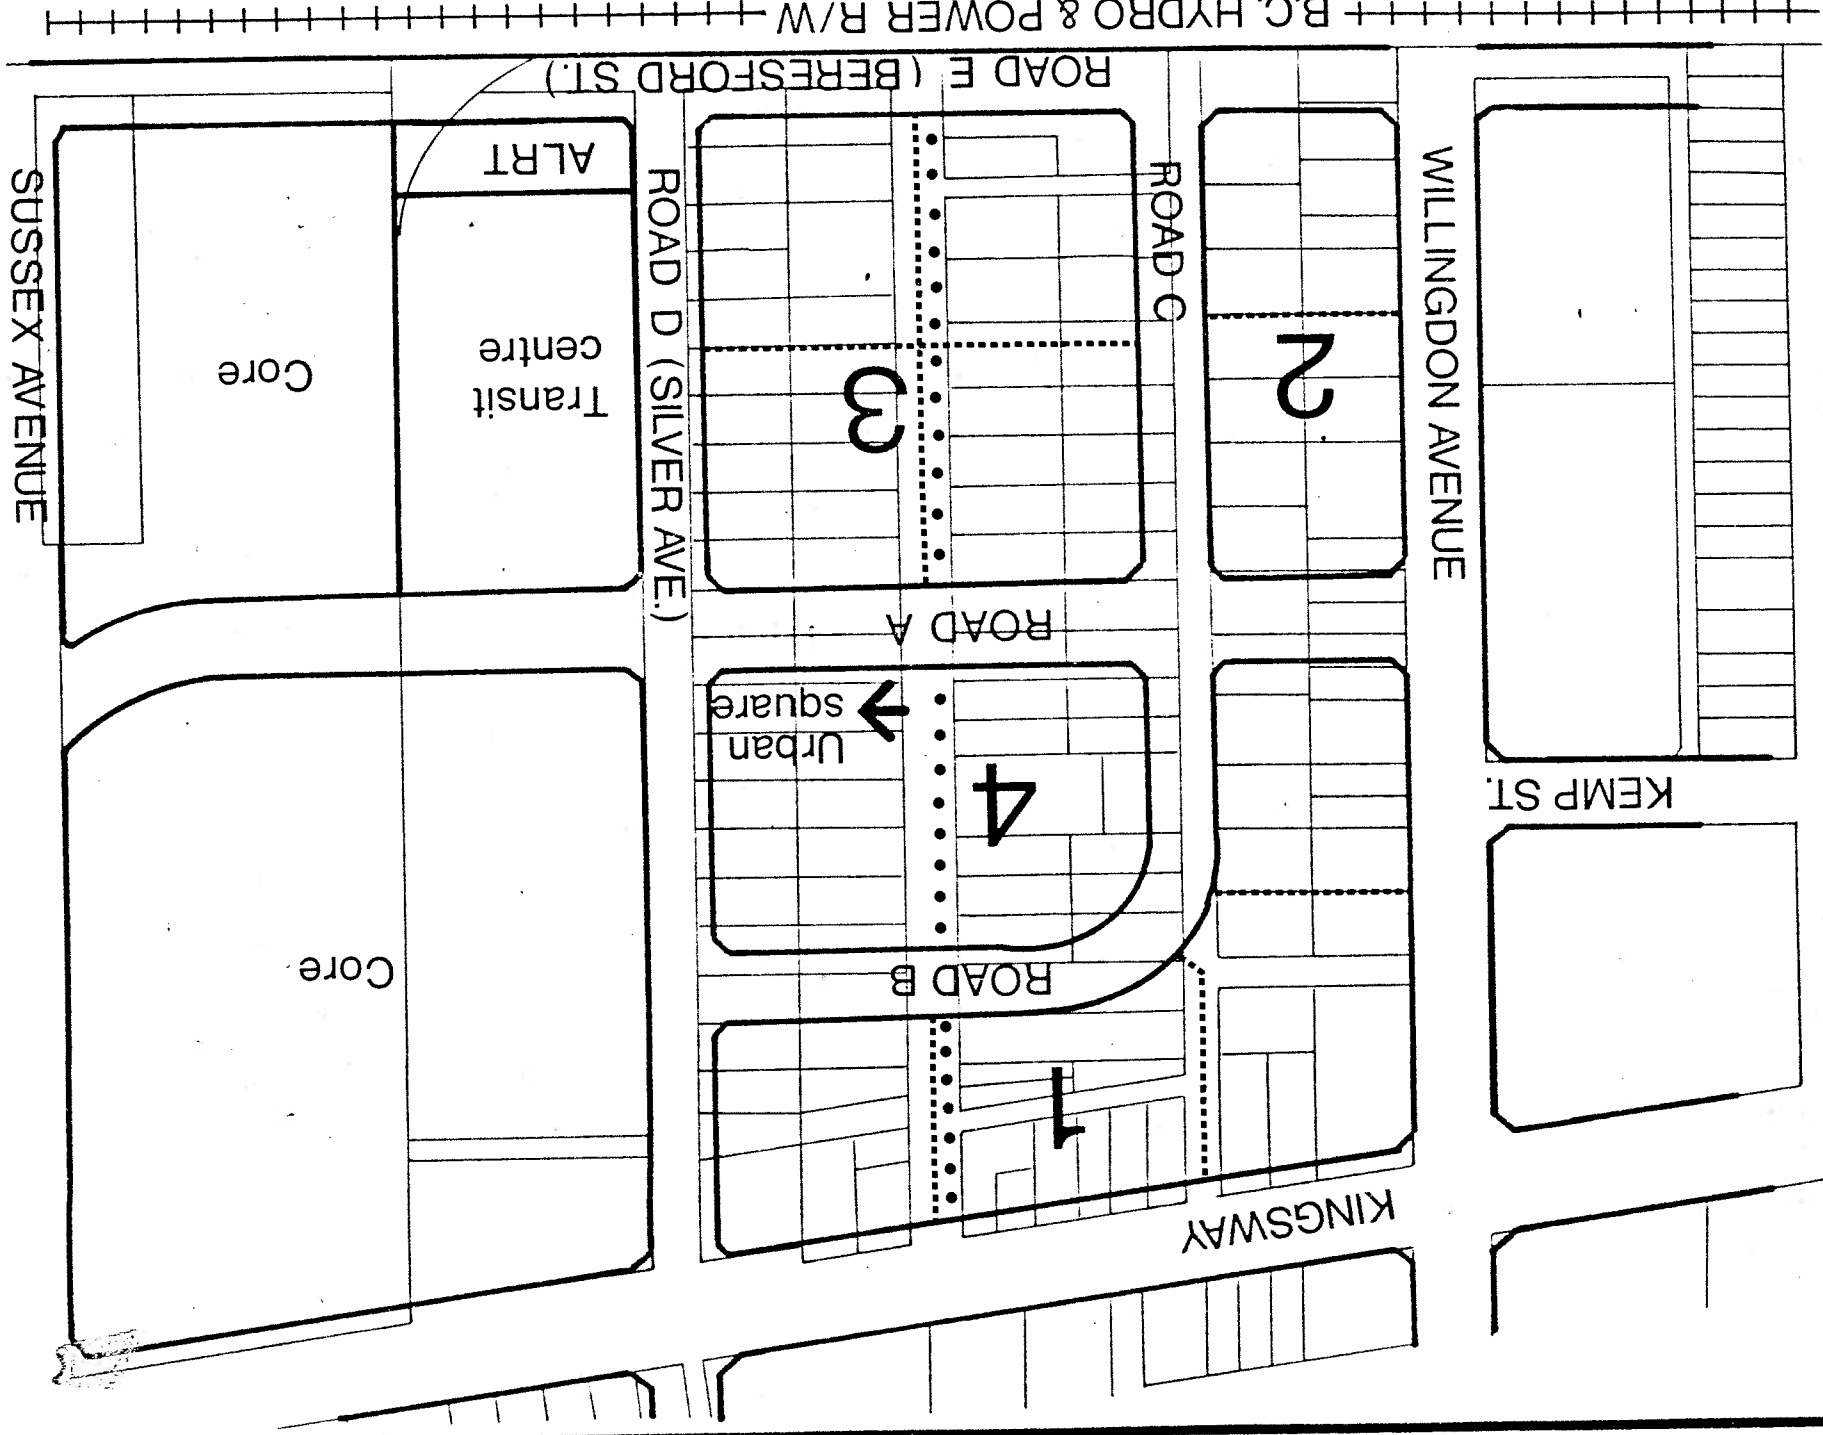 KINGSWAY
1
ROAD B
Core
4
Urban
square
KEMP ST.
ROAD A
WILLINGDON AVENUE
2
ROAD C
3
ROAD D (SILVER AVE.)
Transit
centre
Core
SUSSEX AVENUE
ALRT
ROAD E ( BERESFORD ST.)
B.C. HYDRO & POWER R/W